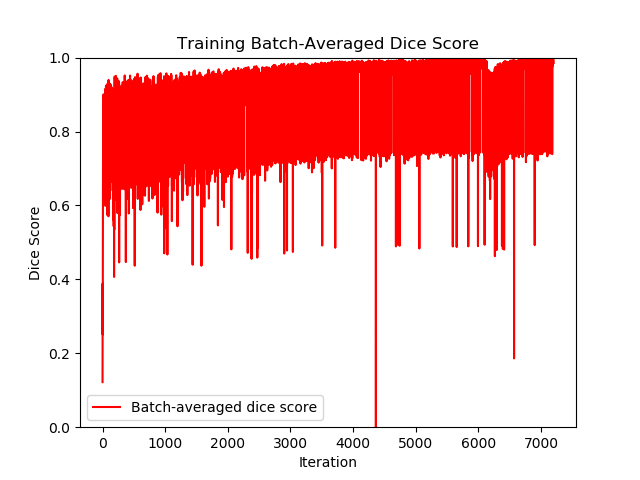 Training Batch-Averaged Dice Score
1.0
0.8
0.6
0.4
0.2
0.0
Dice Score
Batch-averaged dice score
0 1000 2000 3000 4000 5000 6000 7000
Iteration